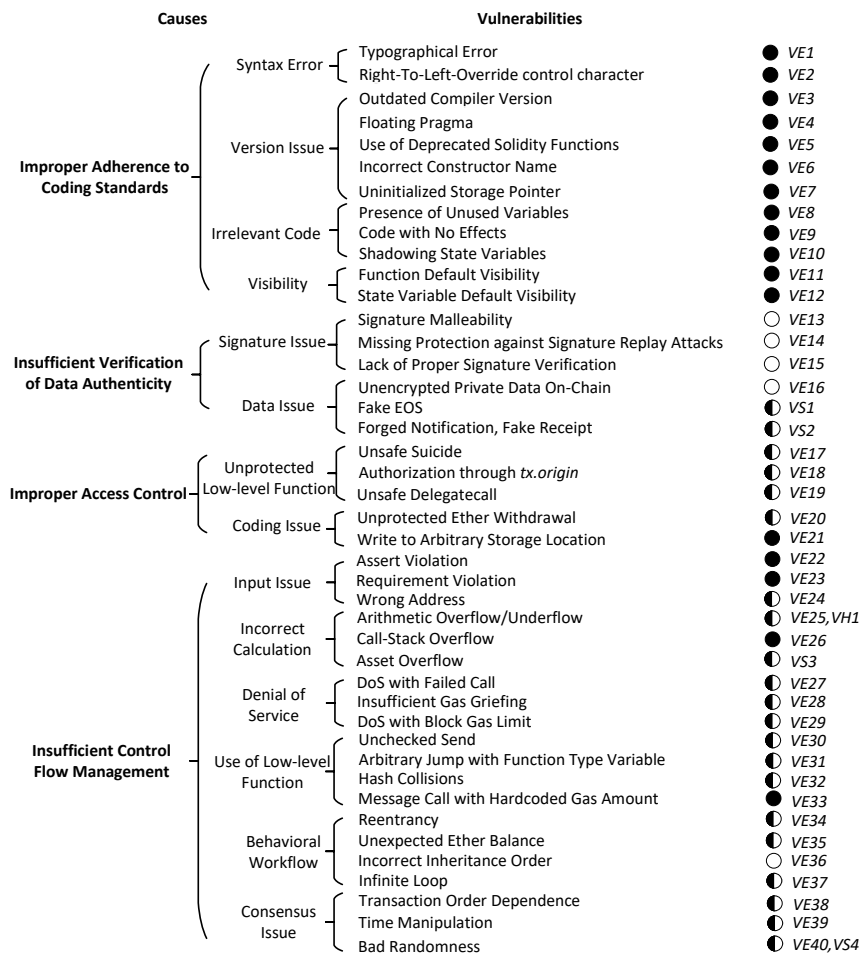 Causes Vulnerabilities
Syntax Error
Typographical Error VE1
Right-To-Left-Override control character VE2
Improper Adherence to
Coding Standards
Version Issue
Outdated Compiler Version VE3
Floating Pragma VE4
Use of Deprecated Solidity Functions VE5
Incorrect Constructor Name VE6
Uninitialized Storage Pointer VE7
Irrelevant Code
Presence of Unused Variables VE8
Code with No Effects VE9
Shadowing State Variables VE10
Visibility
Function Default Visibility VE11
State Variable Default Visibility VE12
Insufficient Verification
of Data Authenticity
Signature Issue
Signature Malleability VE13
Missing Protection against Signature Replay Attacks VE14
Lack of Proper Signature Verification VE15
Data Issue
Unencrypted Private Data On-Chain VE16
Fake EOS VS1
Forged Notification, Fake Receipt VS2
Improper Access Control
Unprotected
Low-level Function
Unsafe Suicide VE17
Authorization through tx.origin VE18
Unsafe Delegatecall VE19
Coding Issue
Unprotected Ether Withdrawal VE20
Write to Arbitrary Storage Location VE21
Insufficient Control
Flow Management
Input Issue
Assert Violation VE22
Requirement Violation VE23
Wrong Address VE24
Incorrect
Calculation
Arithmetic Overflow/Underflow VE25,VH1
Call-Stack Overflow VE26
Asset Overflow VS3
Denial of
Service
DoS with Failed Call VE27
Insufficient Gas Griefing VE28
DoS with Block Gas Limit VE29
Use of Low-level
Function
Unchecked Send VE30
Arbitrary Jump with Function Type Variable VE31
Hash Collisions VE32
Message Call with Hardcoded Gas Amount VE33
Behavioral
Workflow
Reentrancy VE34
Unexpected Ether Balance VE35
Incorrect Inheritance Order VE36
Infinite Loop VE37
Consensus
Issue
Transaction Order Dependence VE38
Time Manipulation VE39
Bad Randomness VE40,VS4